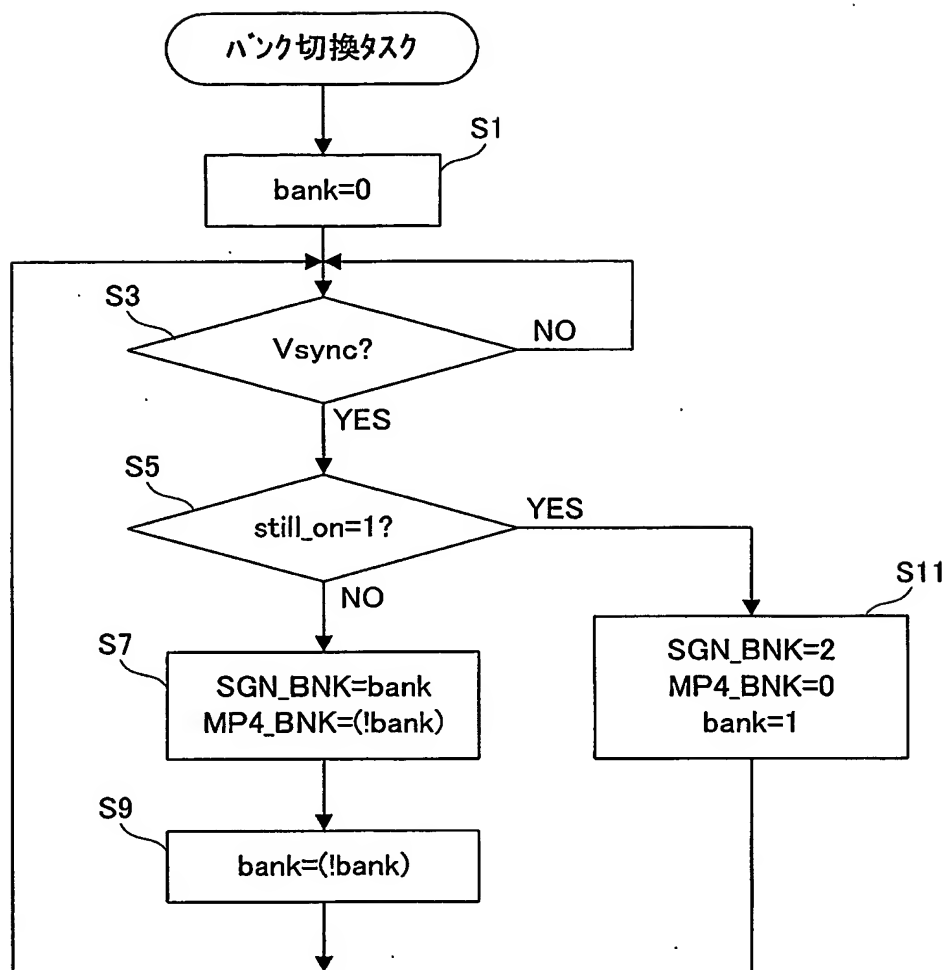 バンク切換タスク
S1
bank=0
S3
Vsync?
NO
YES
S5
still_on=1?
YES
NO
S11
SGN_BNK=2
MP4_BNK=0
bank=1
S7
SGN_BNK=bank
MP4_BNK=(!bank)
S9
bank=(!bank)